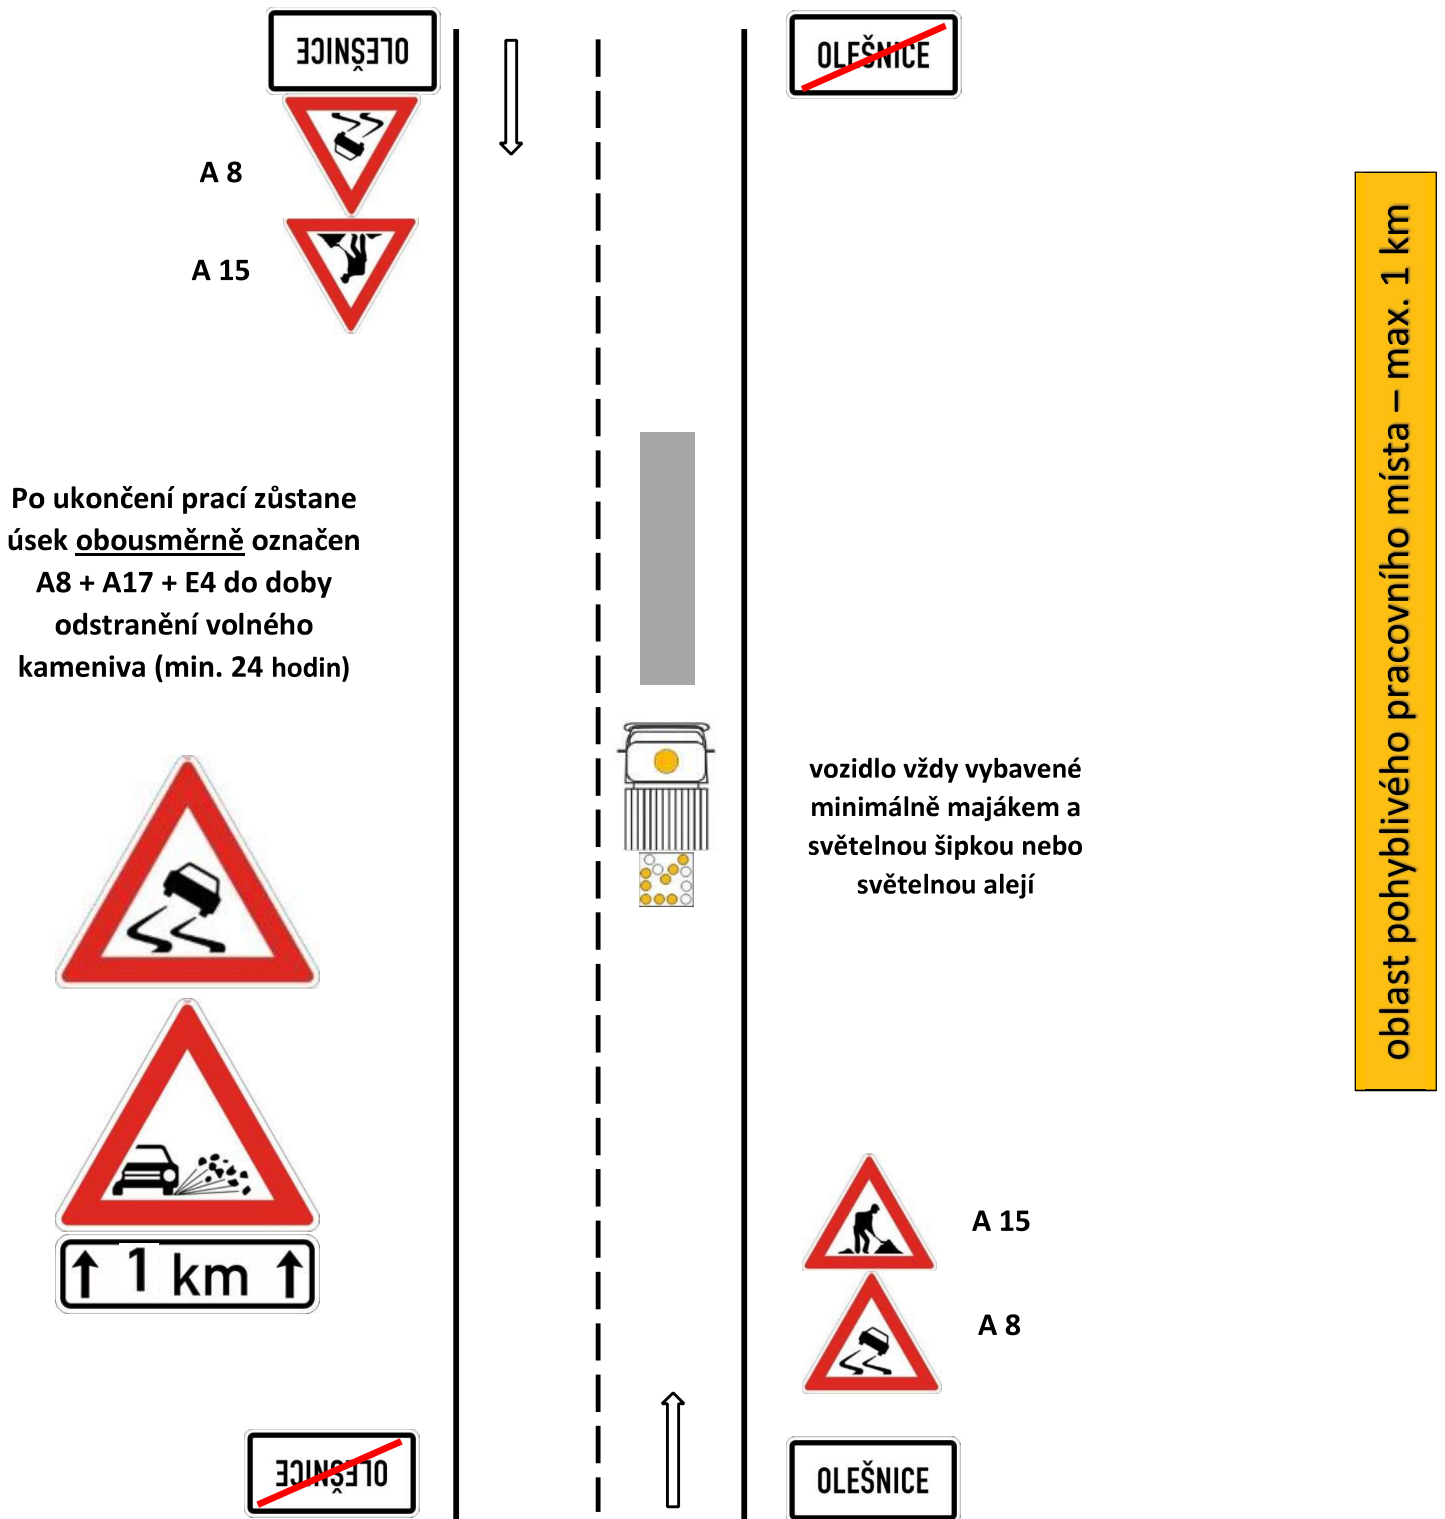 OLEŠNICE
OLEŠNICE
A 8
A 15
Po ukončení prací zůstane
úsek obousměrně označen
A8 + A17 + E4 do doby
odstranění volného
kameniva (min. 24 hodin)
vozidlo vždy vybavené
minimálně majákem a
světelnou šipkou nebo
světelnou alejí
oblast pohyblivého pracovního místa – max. 1 km
1 km
A 15
A 8
OLEŠNICE
OLEŠNICE